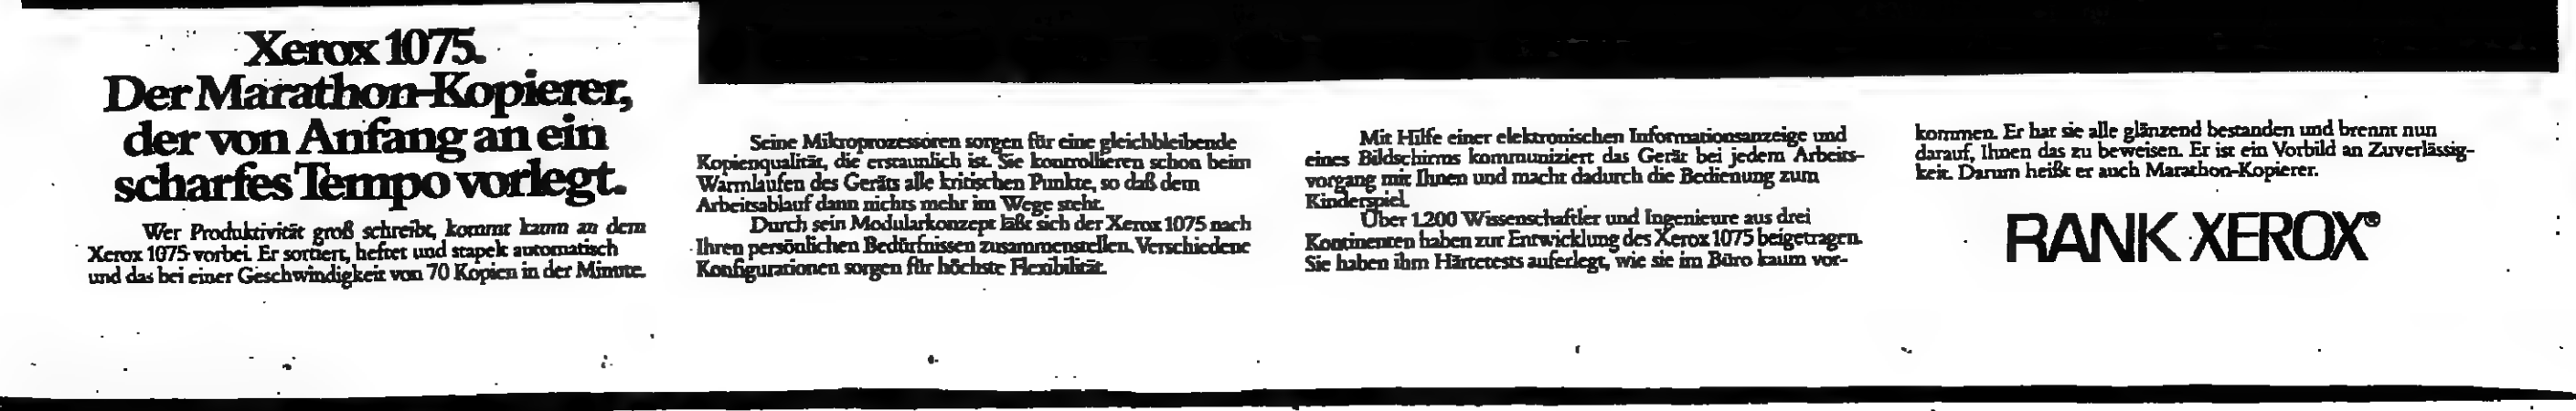 Xerox 1075.
Der Marathon-Kopierer,
der von Anfang an ein
scharfes Tempo vorlegt.
Wer Produktivität groß schreibt, kommt kaum an dem
Xerox 1075 vorbei. Er sortiert, heftet und stapelt automatisch
und das bei einer Geschwindigkeit von 70 Kopien in der Minute.
Seine Mikroprozessoren sorgen für eine gleichbleibende
Kopienqualität, die erstaunlich ist. Sie kontrollieren schon beim
Warmlaufen des Geräts alle kritischen Punkte, so daß dem
Arbeitsablauf dann nichts mehr im Wege steht.
Durch sein Modularkonzept läßt sich der Xerox 1075 nach
Ihren persönlichen Bedürfnissen zusammenstellen. Verschiedene
Konfigurationen sorgen für höchste Flexibilität.
Mit Hilfe einer elektronischen Informationsanzeige und
eines Bildschirms kommuniziert das Gerät bei jedem Arbeits-
vorgang mit Ihnen und macht dadurch die Bedienung zum
Kinderspiel.
Über 1.200 Wissenschaftler und Ingenieure aus drei
Kontinenten haben zur Entwicklung des Xerox 1075 beigetragen.
Sie haben ihm Härtetests auferlegt, wie sie im Büro kaum vor-
kommen. Er hat sie alle glänzend bestanden und brennt nun
darauf, Ihnen das zu beweisen. Er ist ein Vorbild an Zuverlässig-
keit. Darum heißt er auch Marathon-Kopierer.
RANK XEROX®